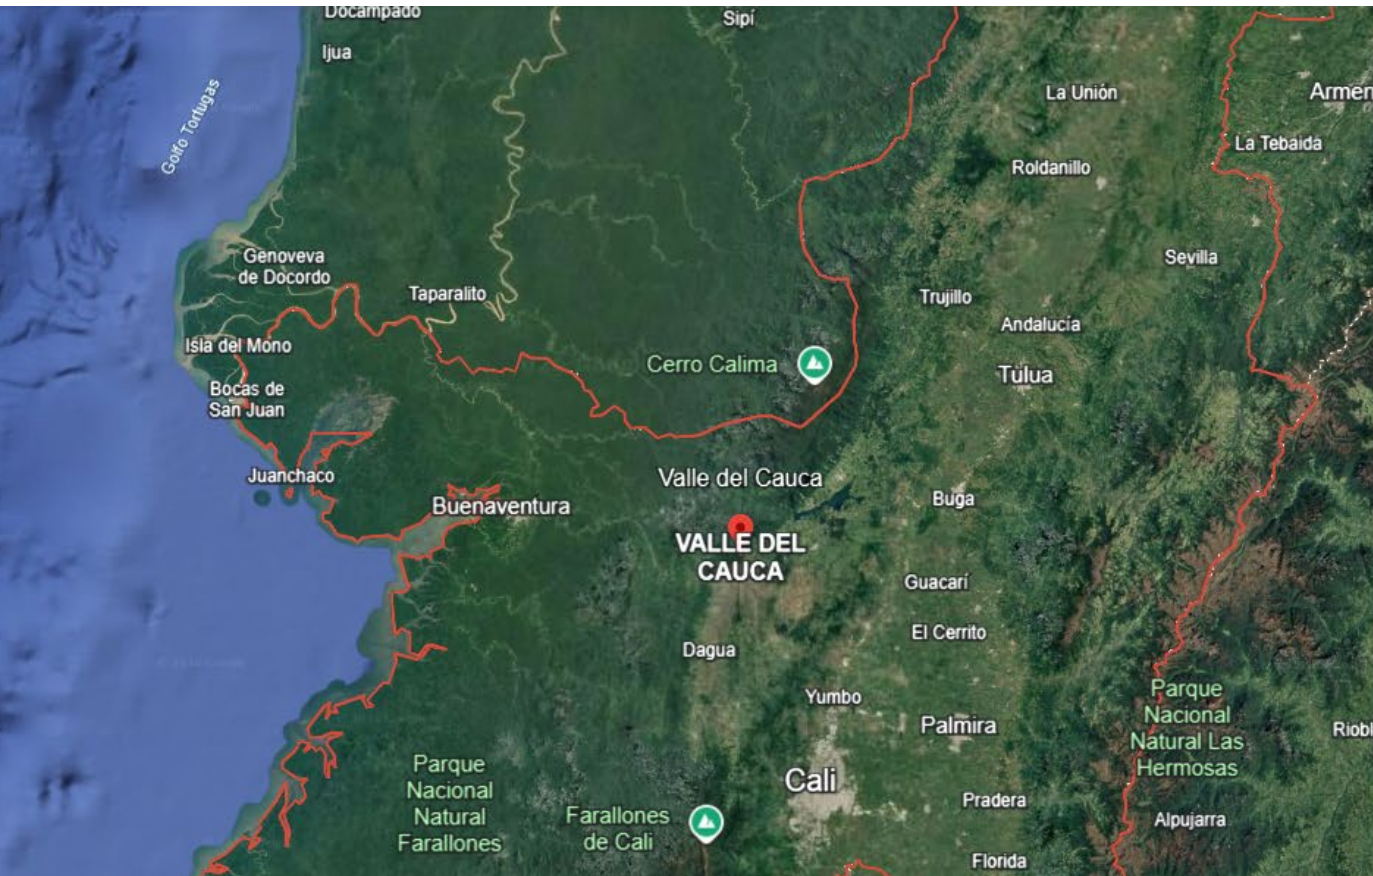 Docampado
Sipí
Ijua
La Unión
Golfo Tortugas
La Tebaida
Roldanillo
Genoveva
de Docordo
Sevilla
Taparalito
Trujillo
Andalucía
Isla del Mono
Cerro Calima
Tuluá
Bocas de
San Juan
Juanchaco
Valle del Cauca
Buenaventura
Buga
VALLE DEL
CAUCA
Guacarí
El Cerrito
Dagua
Yumbo
Parque
Nacional
Natural Las
Hermosas
Palmira
Parque
Nacional
Natural
Farallones
Cali
Pradera
Farallones
de Cali
Alpujarra
Florida